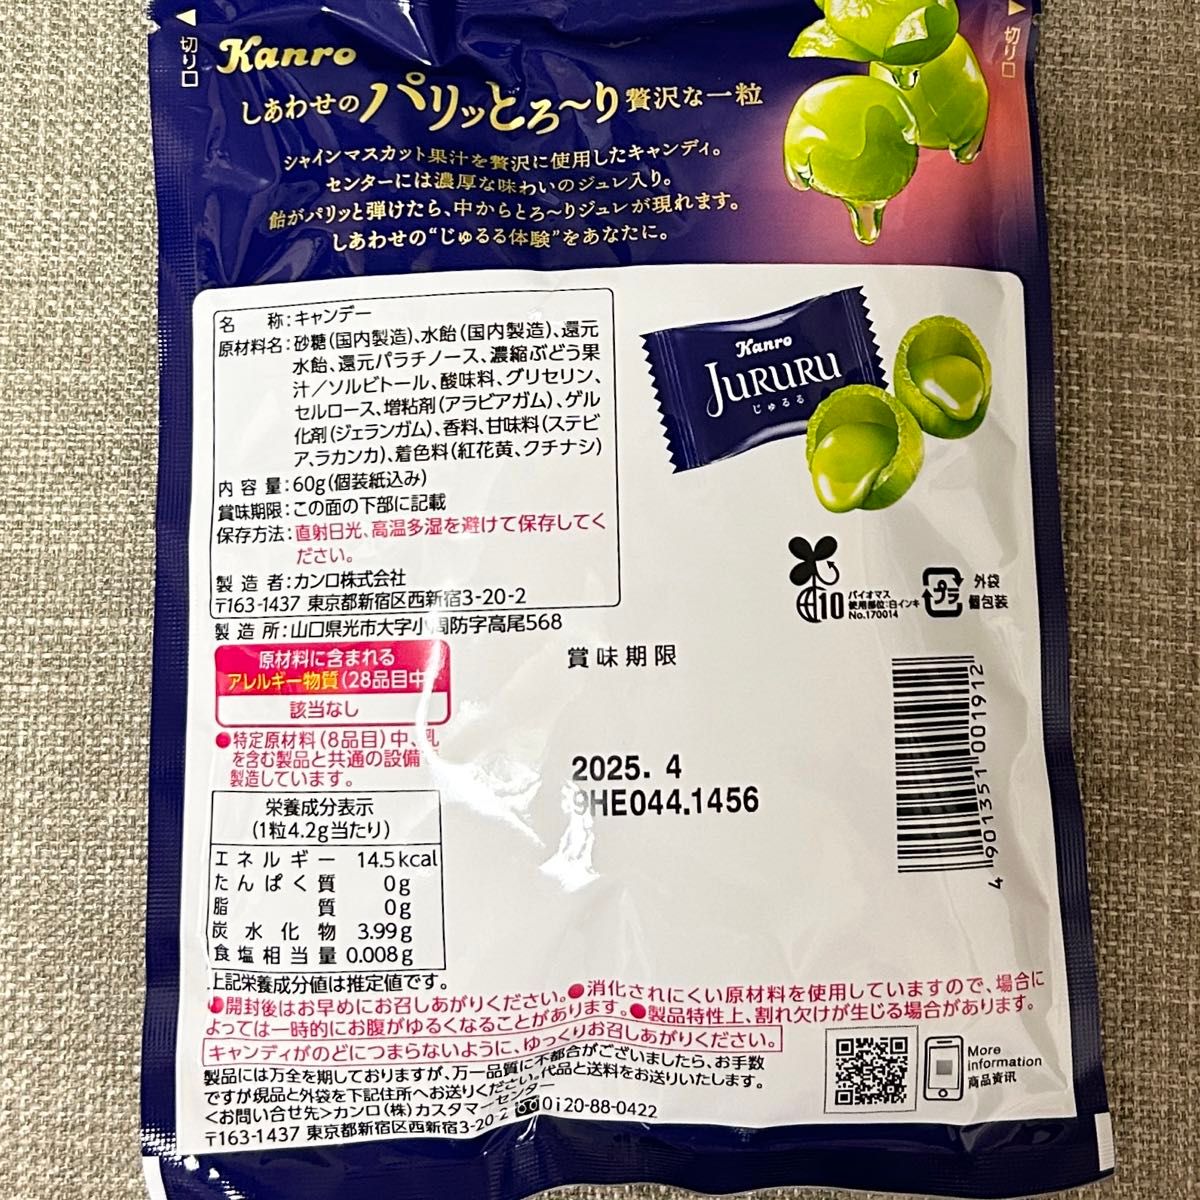 切り口
切り口
Kanro
しあわせのパリッとろ～り贅沢な一粒
シャインマスカット果汁を贅沢に使用したキャンディ。
センターには濃厚な味わいのジュレ入り。
飴がパリッと弾けたら、中からとろ～りジュレが現れます。
しあわせの“じゅるる体験”をあなたに。
名称:キャンデー
原材料名:砂糖(国内製造)、水飴(国内製造)、還元
水飴、還元パラチノース、濃縮ぶどう果
汁／ソルビトール、酸味料、グリセリン、
セルロース、増粘剤(アラビアガム)、ゲル
化剤(ジェランガム)、香料、甘味料(ステビ
ア、ラカンカ)、着色料(紅花黄、クチナシ)
内容量:60g(個装紙込み)
賞味期限:この面の下部に記載
保存方法:直射日光、高温多湿を避けて保存してく
ださい。
製造者:カンロ株式会社
〒163-1437 東京都新宿区西新宿3-20-2
製造所:山口県光市大字小周防字高尾568
Kanro
JURURU
じゅるる
10
バイオマス
使用部位:白インキ
No.170014
プラ
外袋
個包装
原材料に含まれる
アレルギー物質(28品目中
該当なし
●特定原材料(8品目)中、乳
を含む製品と共通の設備で
製造しています。
賞味期限
2025. 4
9HE044.1456
4 901351 001912
栄養成分表示
(1粒4.2g当たり)
エネルギー 14.5kcal
たんぱく質 0g
脂質 0g
炭水化物 3.99g
食塩相当量 0.008g
上記栄養成分値は推定値です。
●開封後はお早めにお召しあがりください。●消化されにくい原材料を使用していますので、場合に
よっては一時的にお腹がゆるくなることがあります。●製品特性上、割れ欠けが生じる場合があります。
キャンディがのどにつまらないように、ゆっくりお召しあがりください。
製品には万全を期しておりますが、万一品質に不都合がございましたら、お手数
ですが現品と外袋を下記住所へお送りください。代品と送料をお送りいたします。
<お問い合せ先>カンロ(株)カスタマーセンター
0120-88-0422
〒163-1437 東京都新宿区西新宿3-20-2
More
information
商品資讯